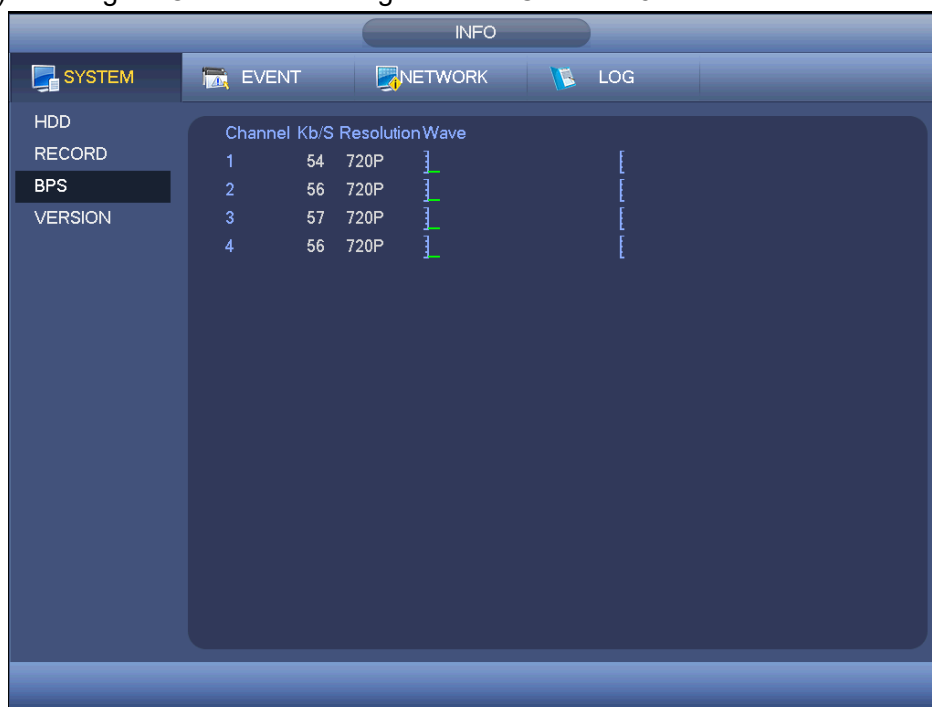 INFO
SYSTEM EVENT NETWORK LOG
HDD
RECORD
BPS
VERSION
Channel Kb/S Resolution Wave
1 54 720P
2 56 720P
3 57 720P
4 56 720P